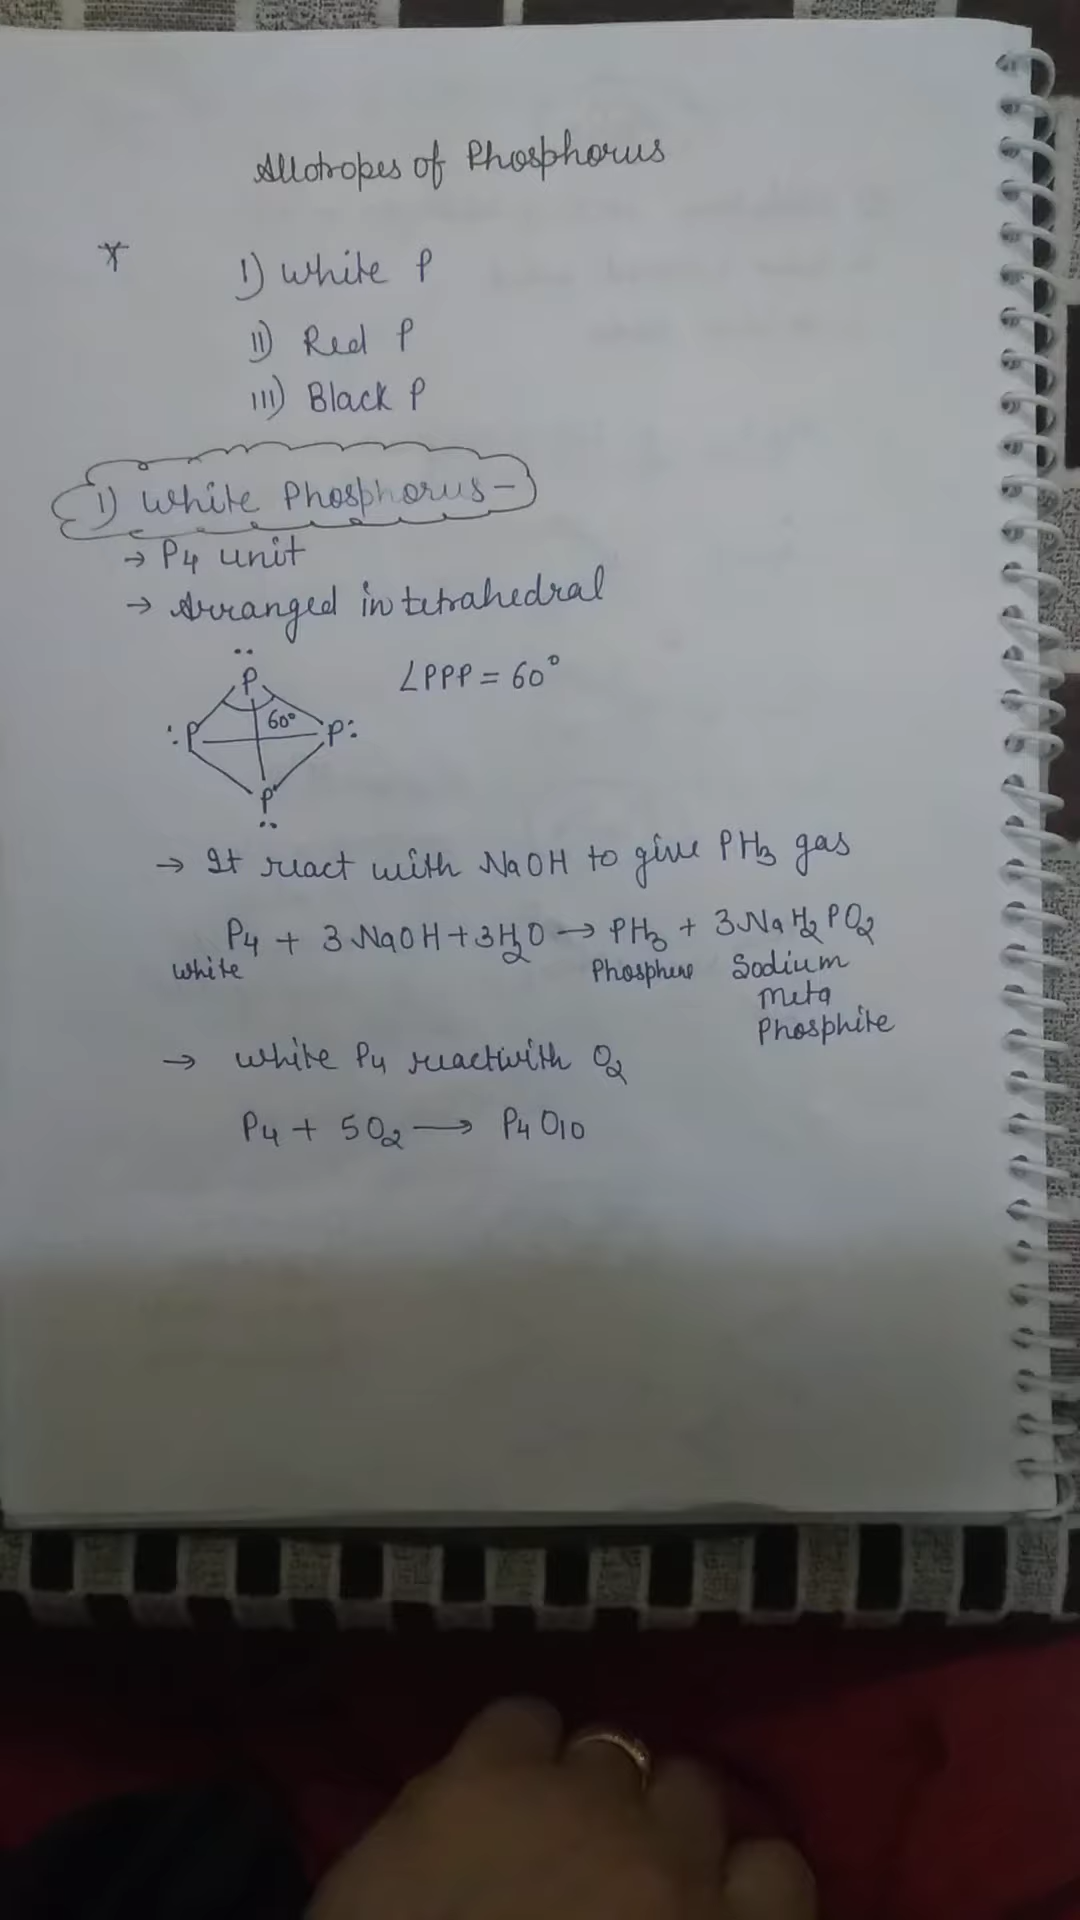 Allotropes of Phosphorus
*
I) White P
II) Red P
III) Black P
1) White Phosphorus-
→ P4 unit
→ Arranged in tetrahedral
∠PPP = 60°
P
60°
:P P:
P
→ It react with NaOH to give PH3 gas
P4 + 3NaOH + 3H2O → PH3 + 3NaH2PO2
White Phosphene Sodium
meta
Phosphite
→ white P4 reactwith O2
P4 + 5O2 → P4O10